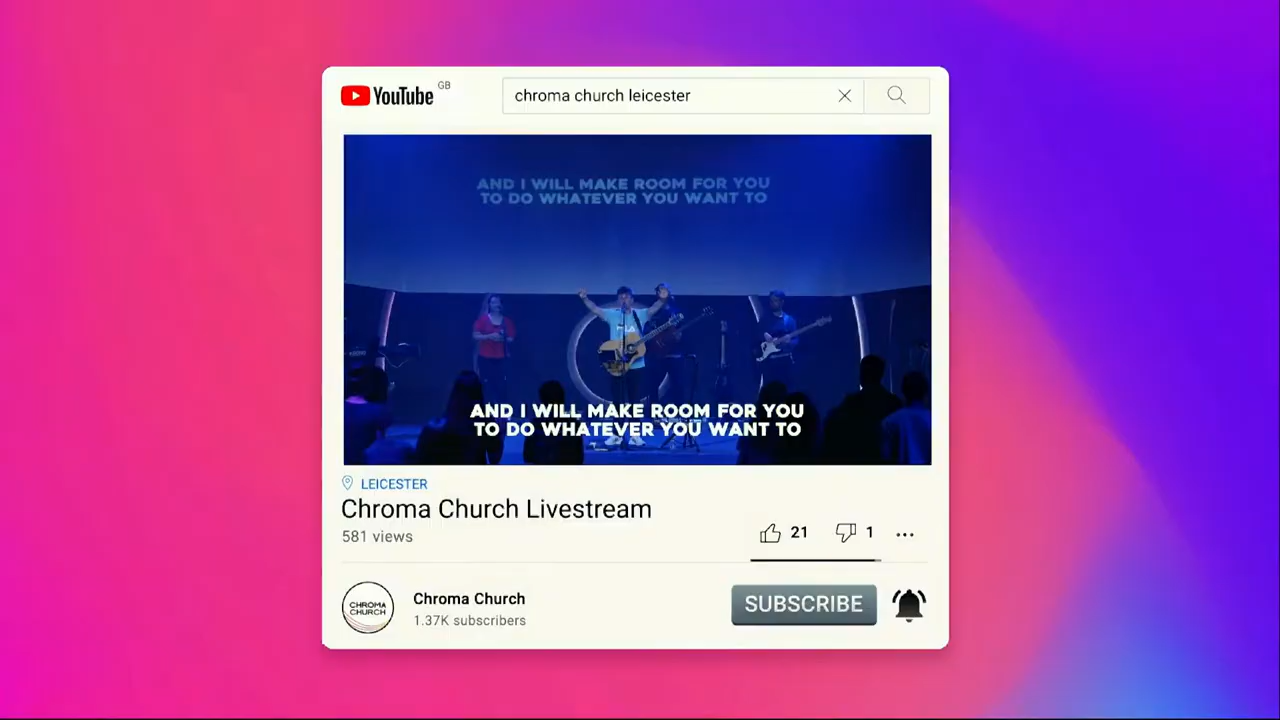 YouTube GB
chroma church leicester
AND I WILL MAKE ROOM FOR YOU
TO DO WHATEVER YOU WANT TO
AND I WILL MAKE ROOM FOR YOU
TO DO WHATEVER YOU WANT TO
LEICESTER
Chroma Church Livestream
581 views
21
1
CHROMA
CHURCH
Chroma Church
1.37K subscribers
SUBSCRIBE